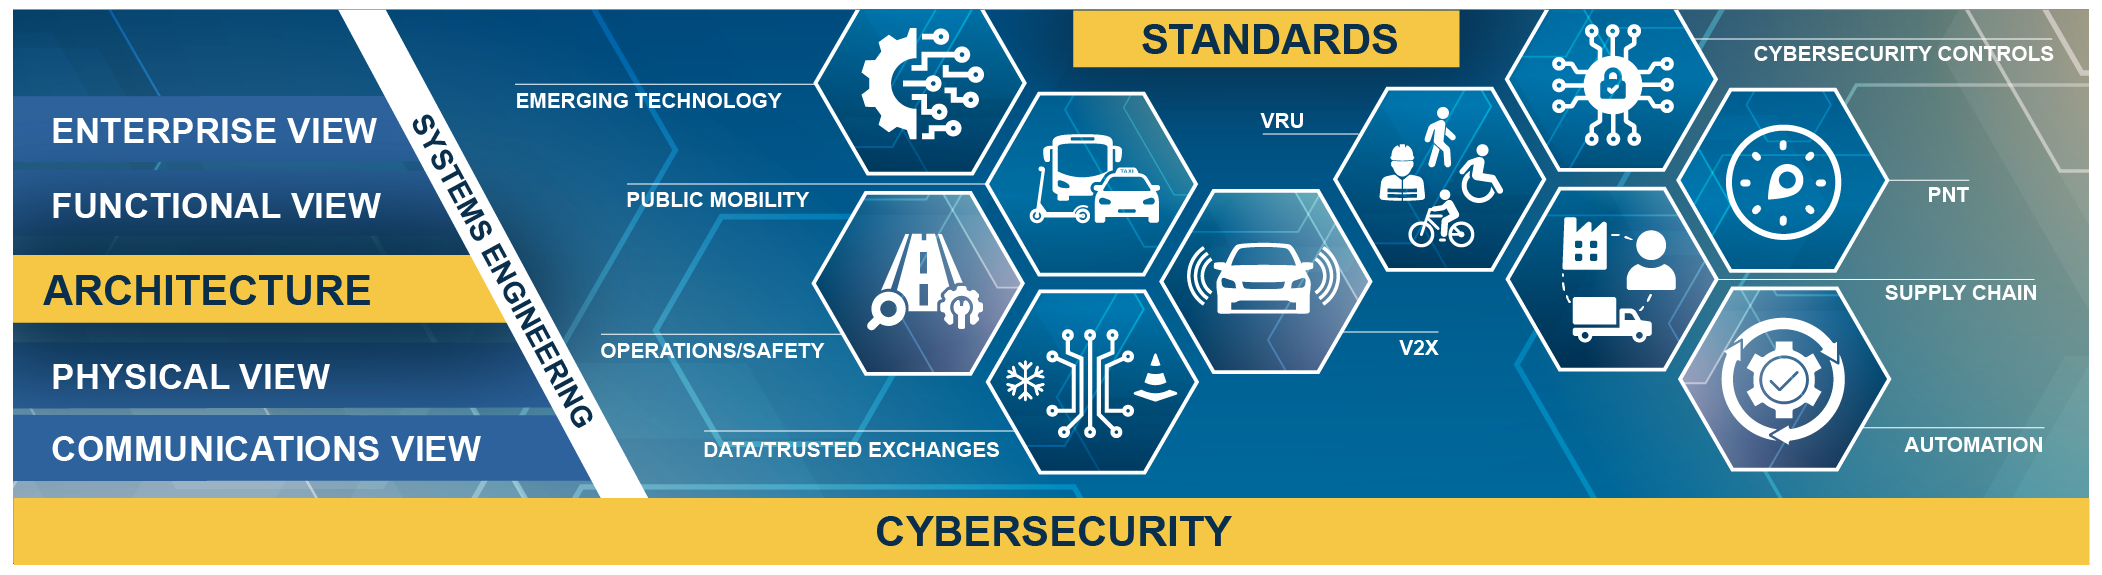 ENTERPRISE VIEW
FUNCTIONAL VIEW
ARCHITECTURE
PHYSICAL VIEW
COMMUNICATIONS VIEW
SYSTEMS ENGINEERING
STANDARDS
EMERGING TECHNOLOGY
PUBLIC MOBILITY
TAXI
OPERATIONS/SAFETY
DATA/TRUSTED EXCHANGES
VRU
V2X
CYBERSECURITY CONTROLS
PNT
SUPPLY CHAIN
AUTOMATION
CYBERSECURITY